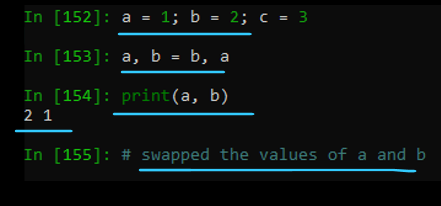 In [152]: a = 1; b = 2; c = 3
In [153]: a, b = b, a
In [154]: print(a, b)
2 1
In [155]: # swapped the values of a and b